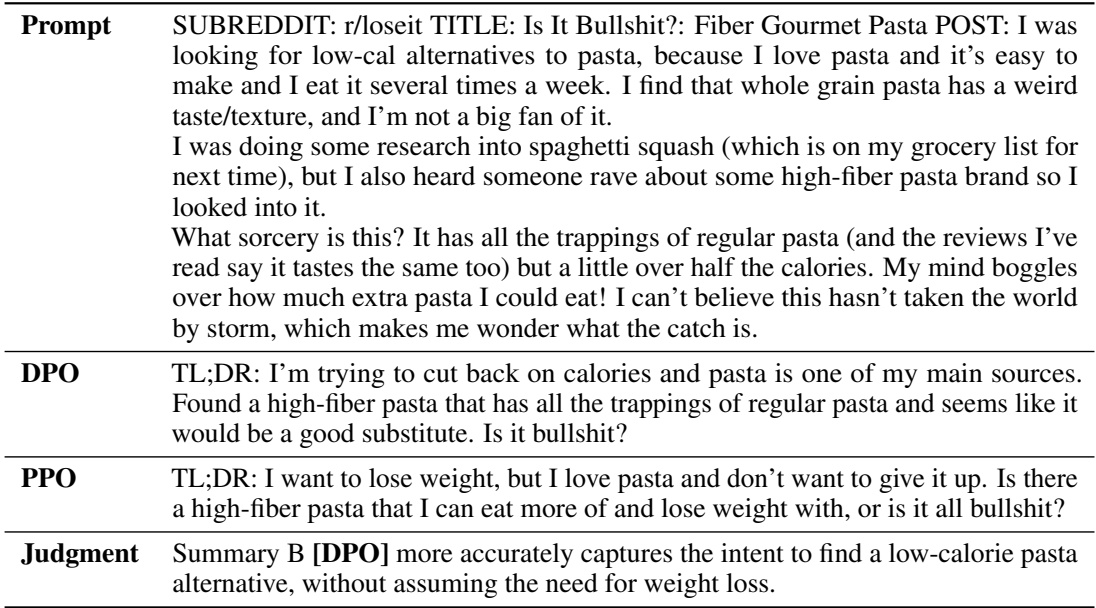 Prompt SUBREDDIT: r/loseit TITLE: Is It Bullshit?: Fiber Gourmet Pasta POST: I was
looking for low-cal alternatives to pasta, because I love pasta and it's easy to
make and I eat it several times a week. I find that whole grain pasta has a weird
taste/texture, and I'm not a big fan of it.
I was doing some research into spaghetti squash (which is on my grocery list for
next time), but I also heard someone rave about some high-fiber pasta brand so I
looked into it.
What sorcery is this? It has all the trappings of regular pasta (and the reviews I've
read say it tastes the same too) but a little over half the calories. My mind boggles
over how much extra pasta I could eat! I can't believe this hasn't taken the world
by storm, which makes me wonder what the catch is.
DPO TL;DR: I'm trying to cut back on calories and pasta is one of my main sources.
Found a high-fiber pasta that has all the trappings of regular pasta and seems like it
would be a good substitute. Is it bullshit?
PPO TL;DR: I want to lose weight, but I love pasta and don't want to give it up. Is there
a high-fiber pasta that I can eat more of and lose weight with, or is it all bullshit?
Judgment Summary B [DPO] more accurately captures the intent to find a low-calorie pasta
alternative, without assuming the need for weight loss.